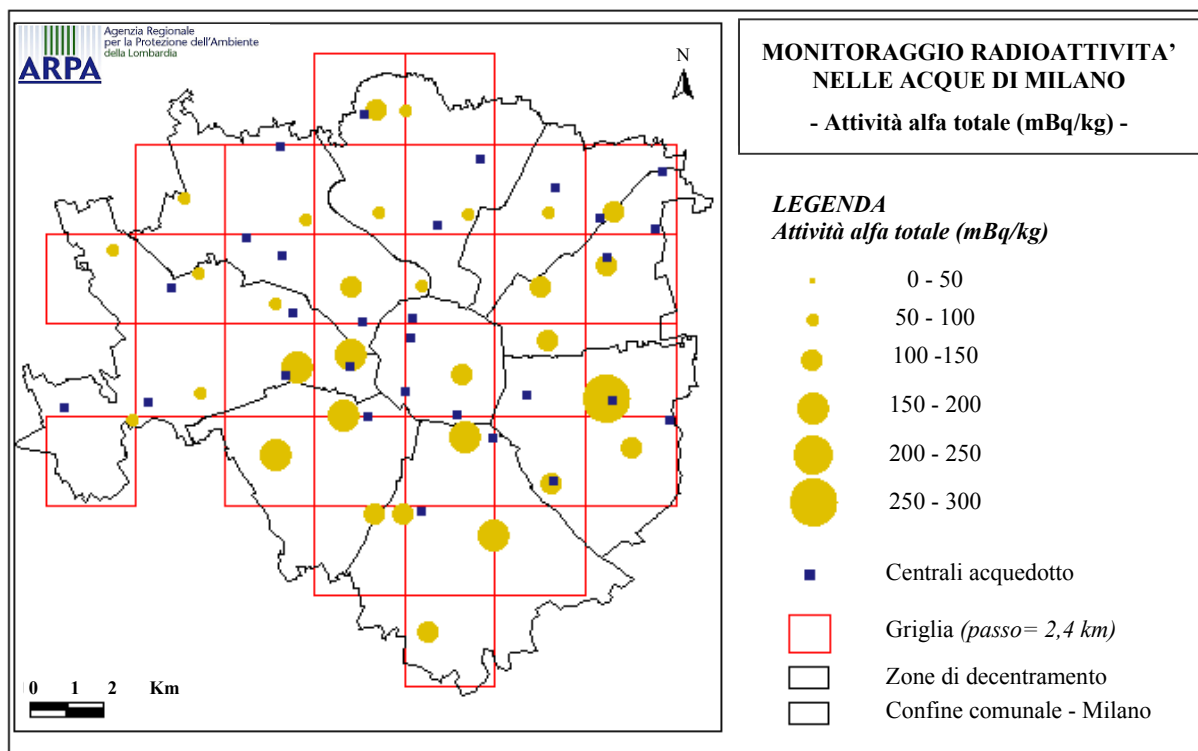 Agenzia Regionale
per la Protezione dell'Ambiente
della Lombardia
ARPA
N
0 1 2 Km
MONITORAGGIO RADIOATTIVITA'
NELLE ACQUE DI MILANO
- Attività alfa totale (mBq/kg) -
LEGENDA
Attività alfa totale (mBq/kg)
0 - 50
50 - 100
100 -150
150 - 200
200 - 250
250 - 300
Centrali acquedotto
Griglia (passo= 2,4 km)
Zone di decentramento
Confine comunale - Milano